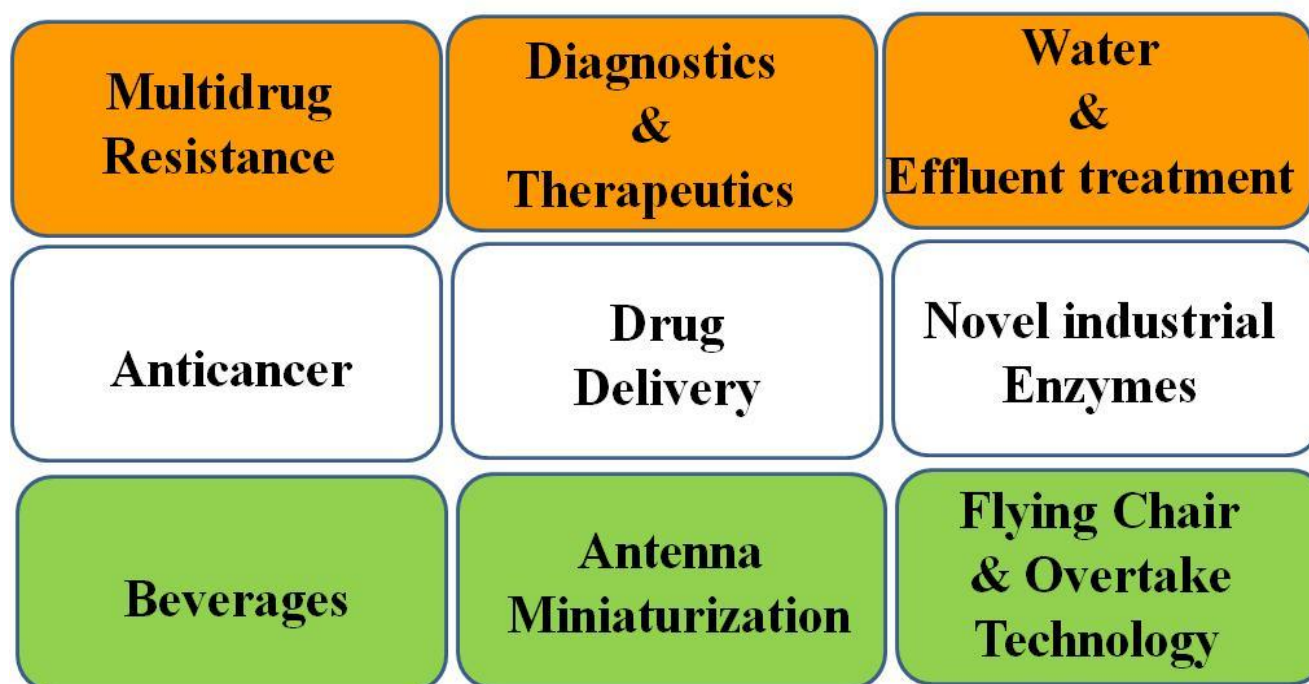 Multidrug
Resistance
Diagnostics
&
Therapeutics
Water
&
Effluent treatment
Anticancer
Drug
Delivery
Novel industrial
Enzymes
Beverages
Antenna
Miniaturization
Flying Chair
& Overtake
Technology